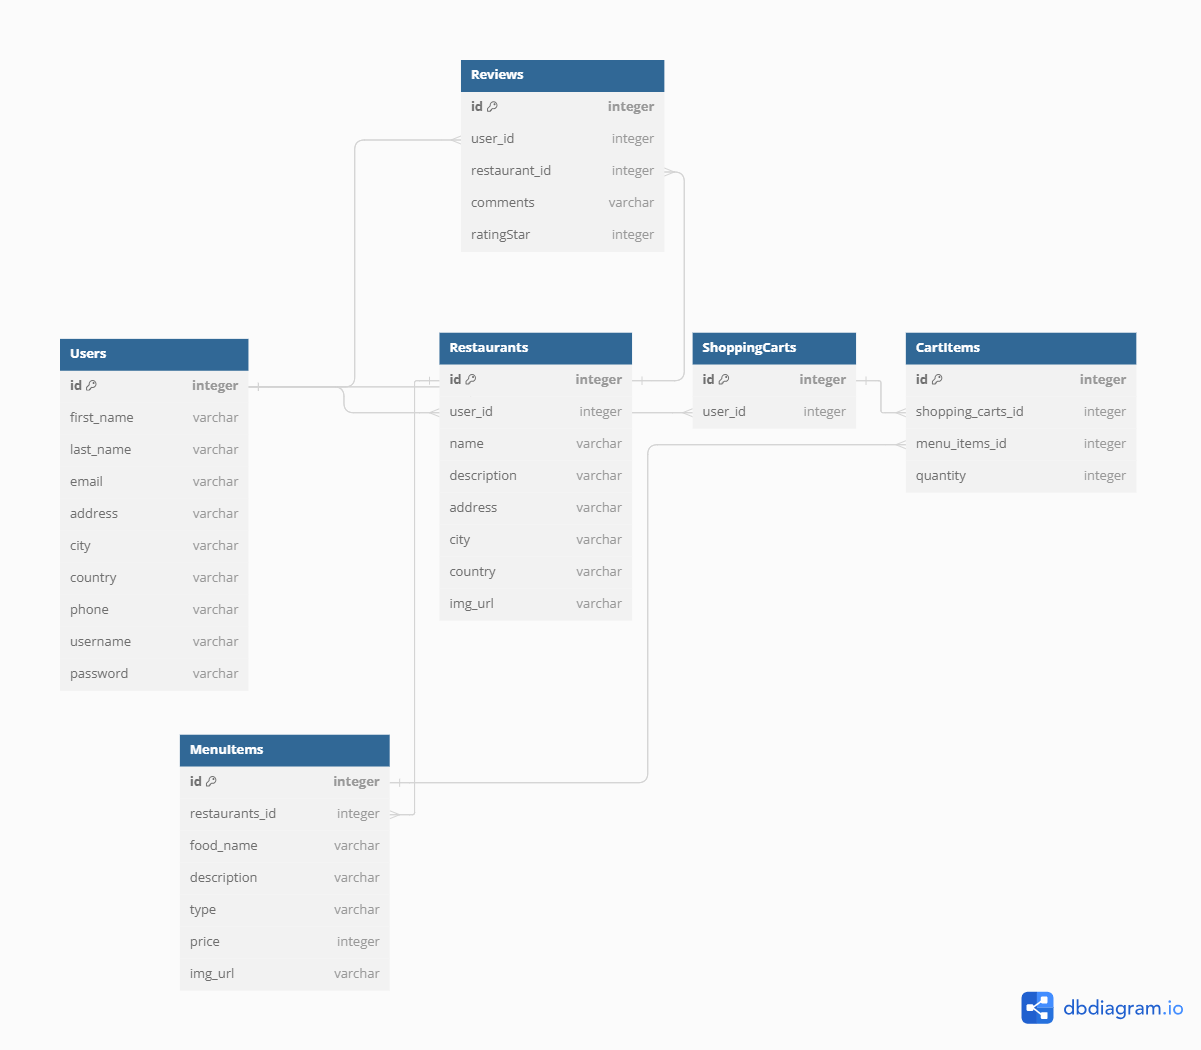 Reviews
id integer
user_id integer
restaurant_id integer
comments varchar
ratingStar integer
Users
id integer
first_name varchar
last_name varchar
email varchar
address varchar
city varchar
country varchar
phone varchar
username varchar
password varchar
Restaurants
id integer
user_id integer
name varchar
description varchar
address varchar
city varchar
country varchar
img_url varchar
ShoppingCarts
id integer
user_id integer
CartItems
id integer
shopping_carts_id integer
menu_items_id integer
quantity integer
MenuItems
id integer
restaurants_id integer
food_name varchar
description varchar
type varchar
price integer
img_url varchar
dbdiagram.io